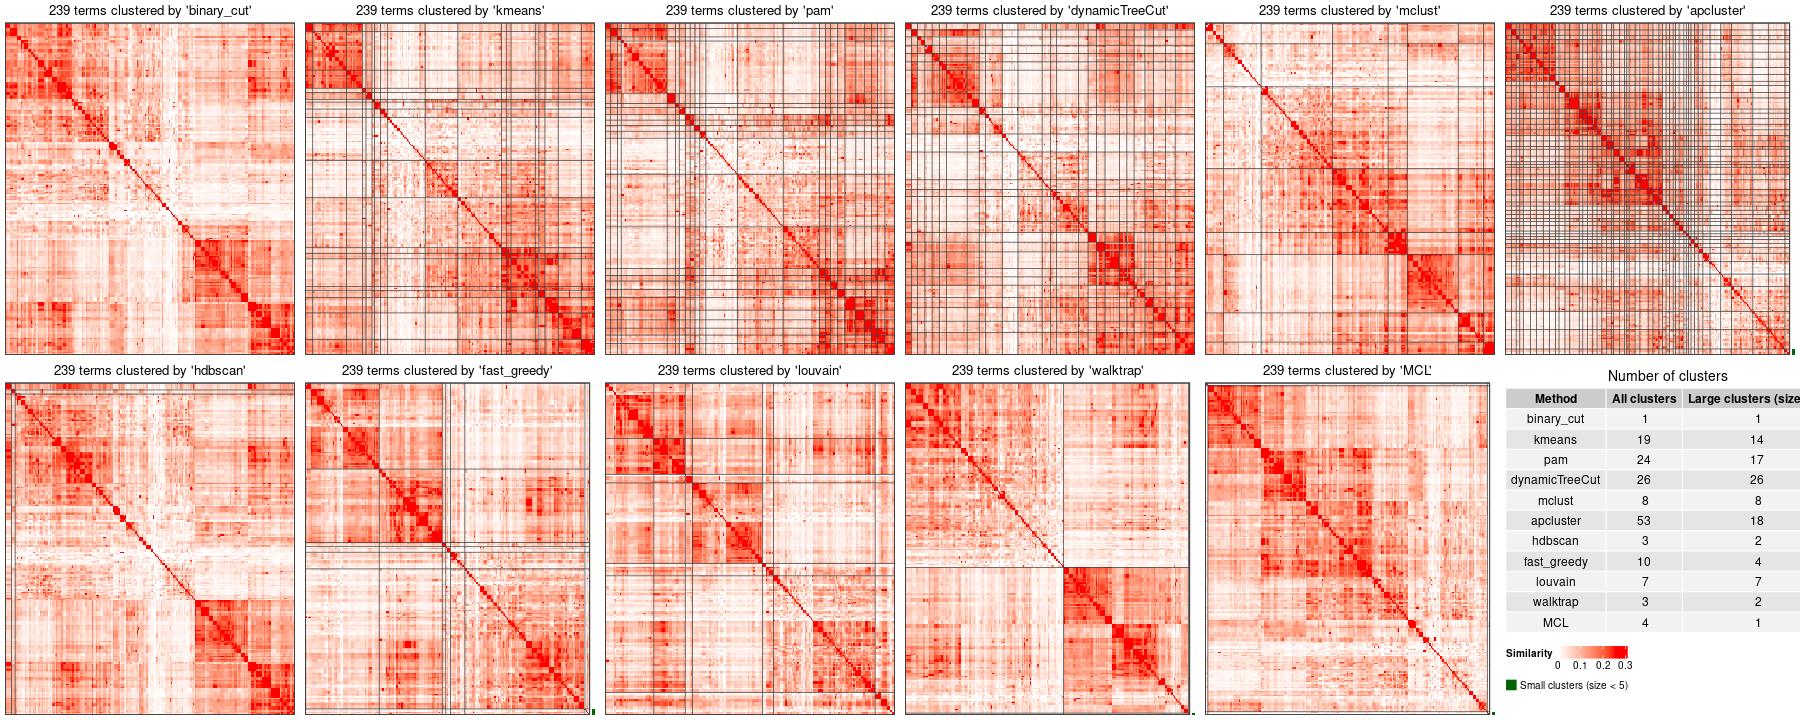 239 terms clustered by 'binary_cut'
239 terms clustered by 'kmeans'
239 terms clustered by 'pam'
239 terms clustered by 'dynamicTreeCut'
239 terms clustered by 'mclust'
239 terms clustered by 'apcluster'
239 terms clustered by 'hdbscan'
239 terms clustered by 'fast_greedy'
239 terms clustered by 'louvain'
239 terms clustered by 'walktrap'
239 terms clustered by 'MCL'
Number of clusters
Method All clusters Large clusters (size
binary_cut 1 1
kmeans 19 14
pam 24 17
dynamicTreeCut 26 26
mclust 8 8
apcluster 53 18
hdbscan 3 2
fast_greedy 10 4
louvain 7 7
walktrap 3 2
MCL 4 1
Similarity
0 0.1 0.2 0.3
Small clusters (size < 5)